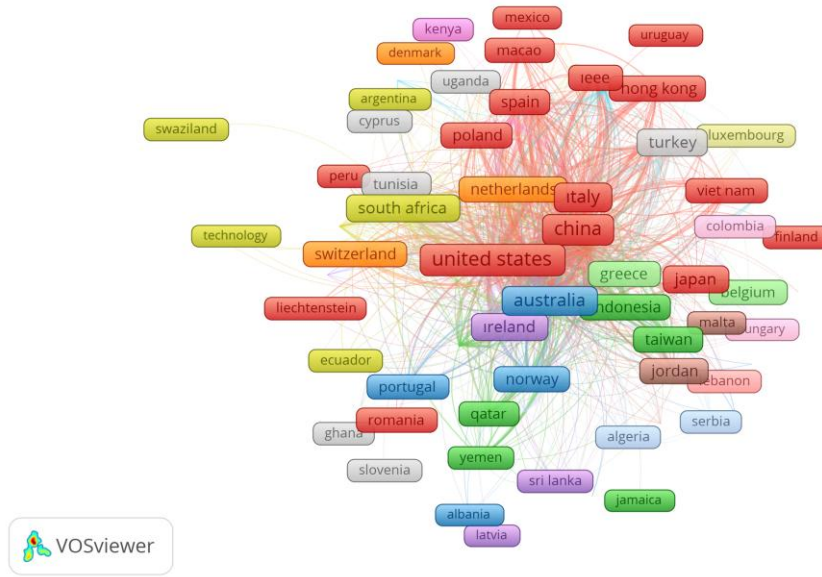 mexico
kenya
uruguay
denmark
macao
ieee
uganda
hong kong
argentina
spain
cyprus
swaziland
poland
turkey
luxembourg
peru
tunisia
netherlands
italy
viet nam
south africa
china
colombia
technology
finland
switzerland
united states
greece
japan
belgium
australia
indonesia
liechtenstein
ireland
malta
hungary
taiwan
ecuador
jordan
portugal
norway
lebanon
romania
qatar
serbia
ghana
algeria
yemen
slovenia
sri lanka
jamaica
albania
latvia
VOSviewer